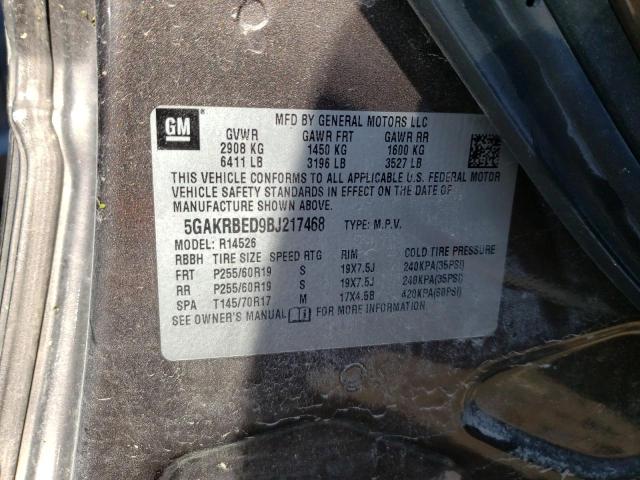 GM
MFD BY GENERAL MOTORS LLC
GVWR GAWR FRT GAWR RR
2908 KG 1450 KG 1600 KG
6411 LB 3196 LB 3527 LB
THIS VEHICLE CONFORMS TO ALL APPLICABLE U.S. FEDERAL MOTOR
VEHICLE SAFETY STANDARDS IN EFFECT ON THE DATE OF
MANUFACTURE SHOWN ABOVE.
5GAKRBED9BJ217468 TYPE: M.P.V.
MODEL: R14526
RBBH TIRE SIZE SPEED RTG RIM COLD TIRE PRESSURE
FRT P255/60R19 S 19X7.5J 240KPA(35PSI)
RR P255/60R19 S 19X7.5J 240KPA(35PSI)
SPA T145/70R17 M 17X4.5B 420KPA(60PSI)
SEE OWNER'S MANUAL FOR MORE INFORMATION